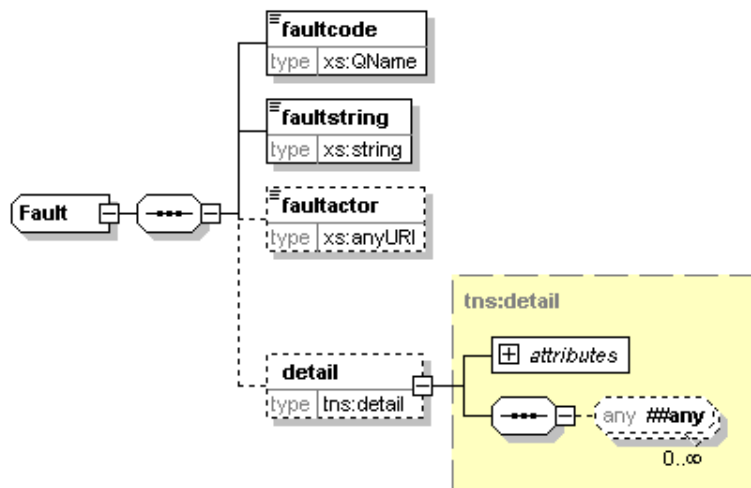 faultcode
type xs:QName
faultstring
type xs:string
Fault
faultactor
type xs:anyURI
tns:detail
attributes
detail
type tns:detail
any ##any
0..∞